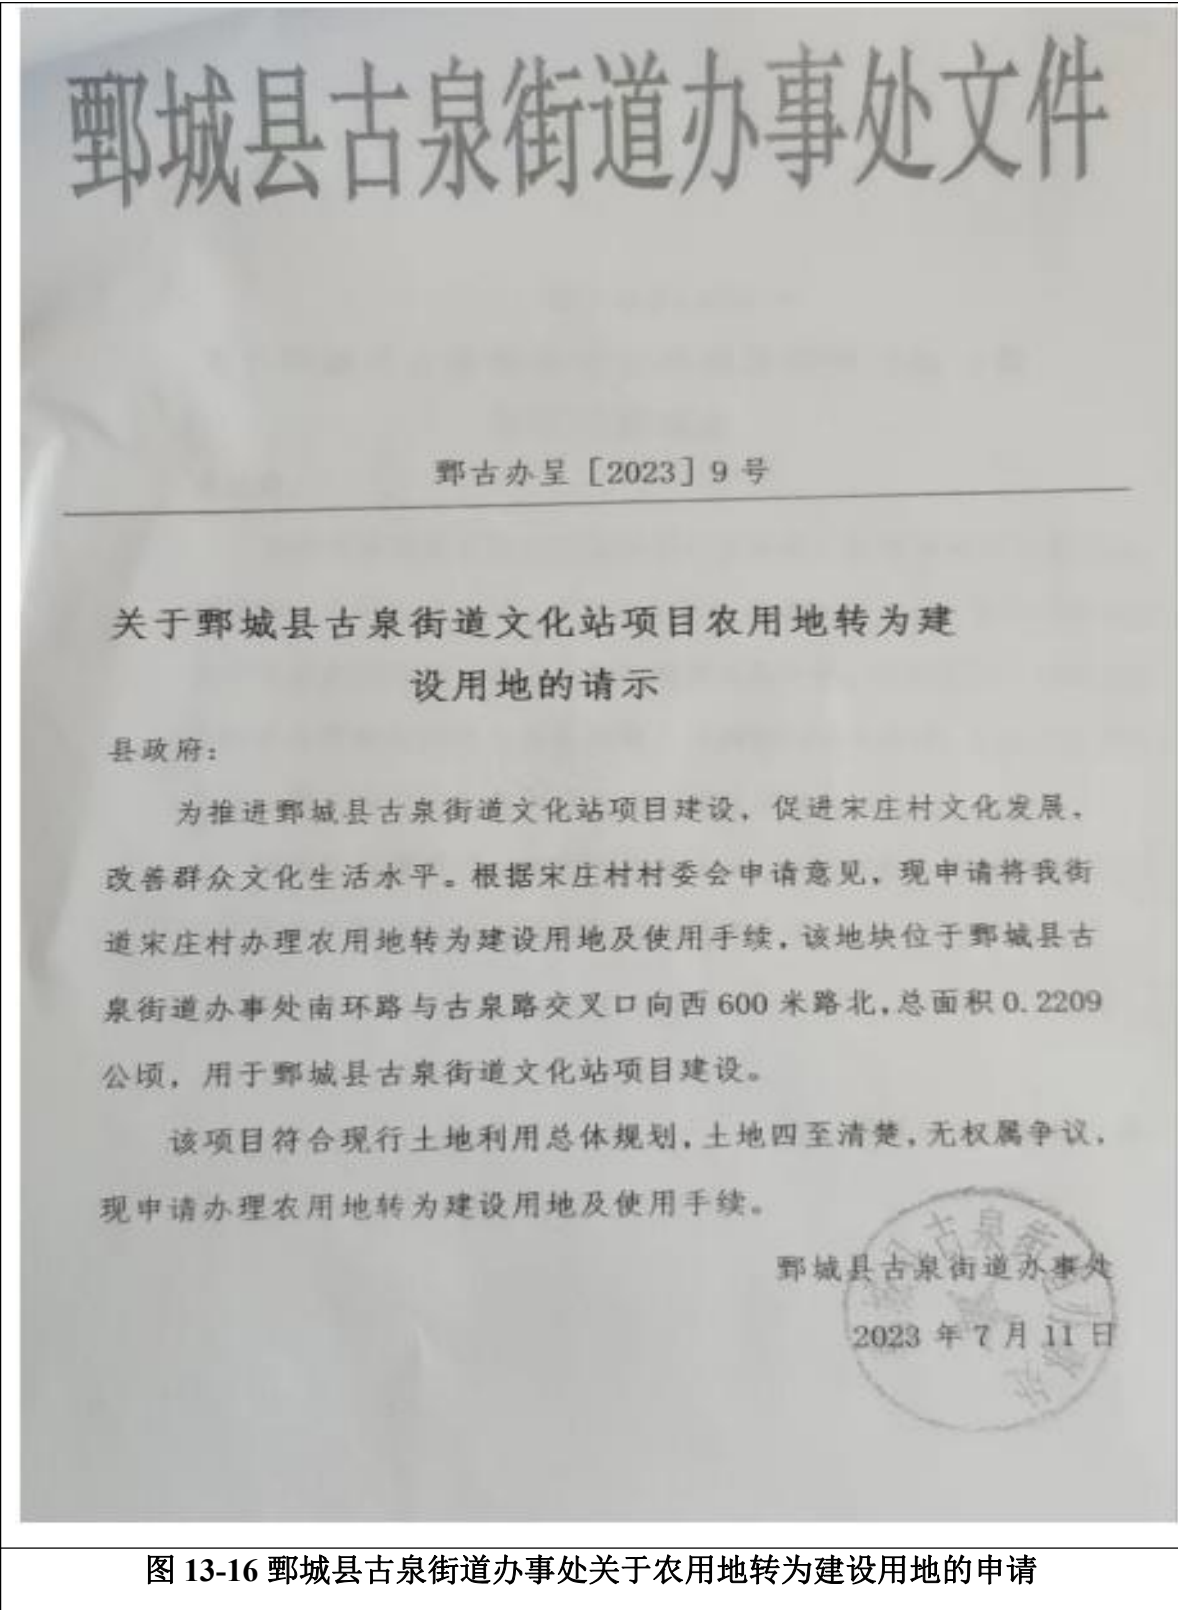 鄄城县古泉街道办事处文件
鄄古办呈［2023］9号
关于鄄城县古泉街道文化站项目农用地转为建
设用地的请示
县政府：
为推进鄄城县古泉街道文化站项目建设，促进宋庄村文化发展，
改善群众文化生活水平。根据宋庄村村委会申请意见，现申请将我街
道宋庄村办理农用地转为建设用地及使用手续，该地块位于鄄城县古
泉街道办事处南环路与古泉路交叉口向西600米路北，总面积0.2209
公顷，用于鄄城县古泉街道文化站项目建设。
该项目符合现行土地利用总体规划，土地四至清楚，无权属争议，
现申请办理农用地转为建设用地及使用手续。
鄄城县古泉街道办事处
2023年7月11日
图 13-16 鄄城县古泉街道办事处关于农用地转为建设用地的申请